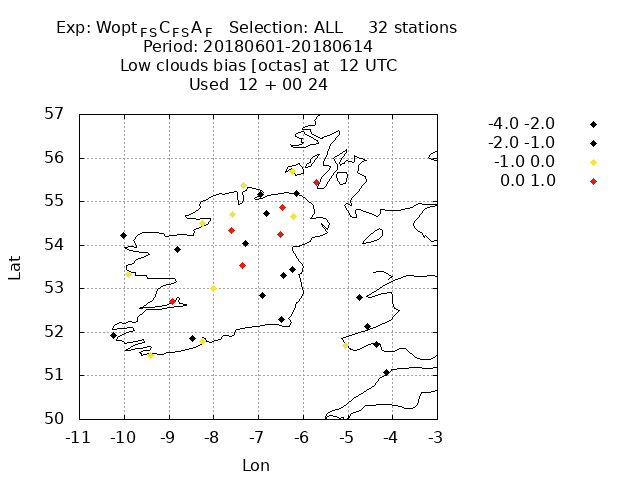 Exp: Wopt FS C FS A F Selection: ALL 32 stations
Period: 20180601-20180614
Low clouds bias [octas] at 12 UTC
Used 12 + 00 24
57
56
55
54
53
52
51
50
-11 -10 -9 -8 -7 -6 -5 -4 -3
Lat
Lon
-4.0 -2.0
-2.0 -1.0
-1.0 0.0
0.0 1.0